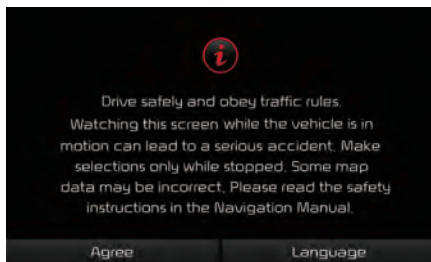 Drive safely and obey traffic rules.
Watching this screen while the vehicle is in
motion can lead to a serious accident. Make
selections only while stopped. Some map
data may be incorrect. Please read the safety
instructions in the Navigation Manual.
Agree Language